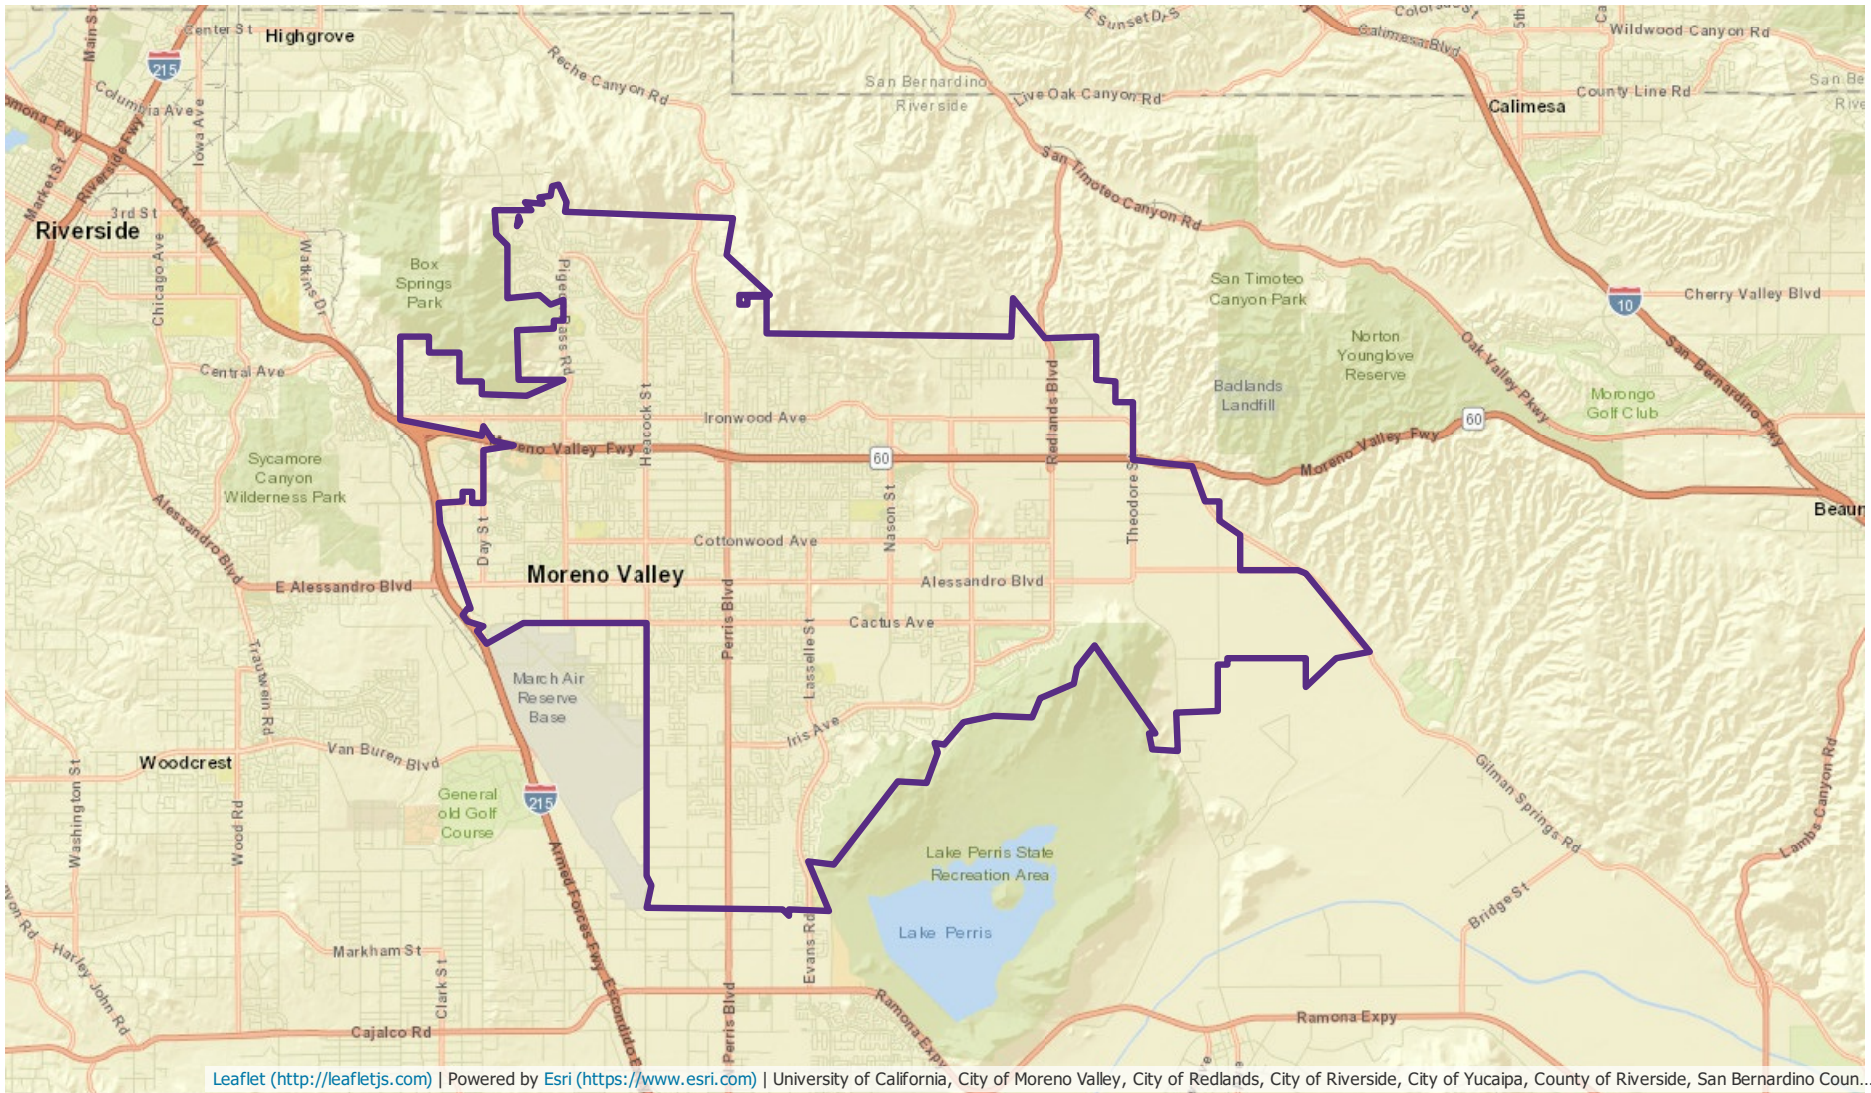 Main St
Center St
Highgrove
215
Reche Canyon Rd
E Sunset Dr S
Calimesa Blvd
5th
Wildwood Canyon Rd
San Bernardino
Riverside
Live Oak Canyon Rd
County Line Rd
San Be
Rive
Calimesa
Columbia Ave
omona Fwy
Iowa Ave
Riverside Fwy
Market St
San Timoteo Canyon Rd
3rd St
CA-60 W
Riverside
Chicago Ave
Watkins Dr
Box
Springs
Park
Pigeon Pass Rd
San Timoteo
Canyon Park
10
Cherry Valley Blvd
Norton
Younglove
Reserve
Oak Valley Pkwy
San Bernardino Fwy
Central Ave
Heacock St
Redlands Blvd
Badlands
Landfill
Morongo
Golf Club
Ironwood Ave
60
Moreno Valley Fwy
60
Moreno Valley Fwy
Sycamore
Canyon
Wilderness Park
Alessandro Blvd
Day St
Nason St
Theodore S
Beaun
Cottonwood Ave
Moreno Valley
E Alessandro Blvd
Alessandro Blvd
Perris Blvd
Cactus Ave
Lasselle St
Trautwein Rd
March Air
Reserve
Base
Iris Ave
Van Buren Blvd
Woodcrest
Washington St
Wood Rd
General
old Golf
Course
215
Gilman Springs Rd
Lambs Canyon Rd
Armed Forces Fwy
Lake Perris State
Recreation Area
Bridge St
Lake Perris
Evans Rd
yon Rd
Harley John Rd
Markham St
Clark St
Escondido E
Perris Blvd
Ramona Expy
Ramona Expy
Cajalco Rd
Leaflet (http://leafletjs.com) | Powered by Esri (https://www.esri.com) | University of California, City of Moreno Valley, City of Redlands, City of Riverside, City of Yucaipa, County of Riverside, San Bernardino Coun...